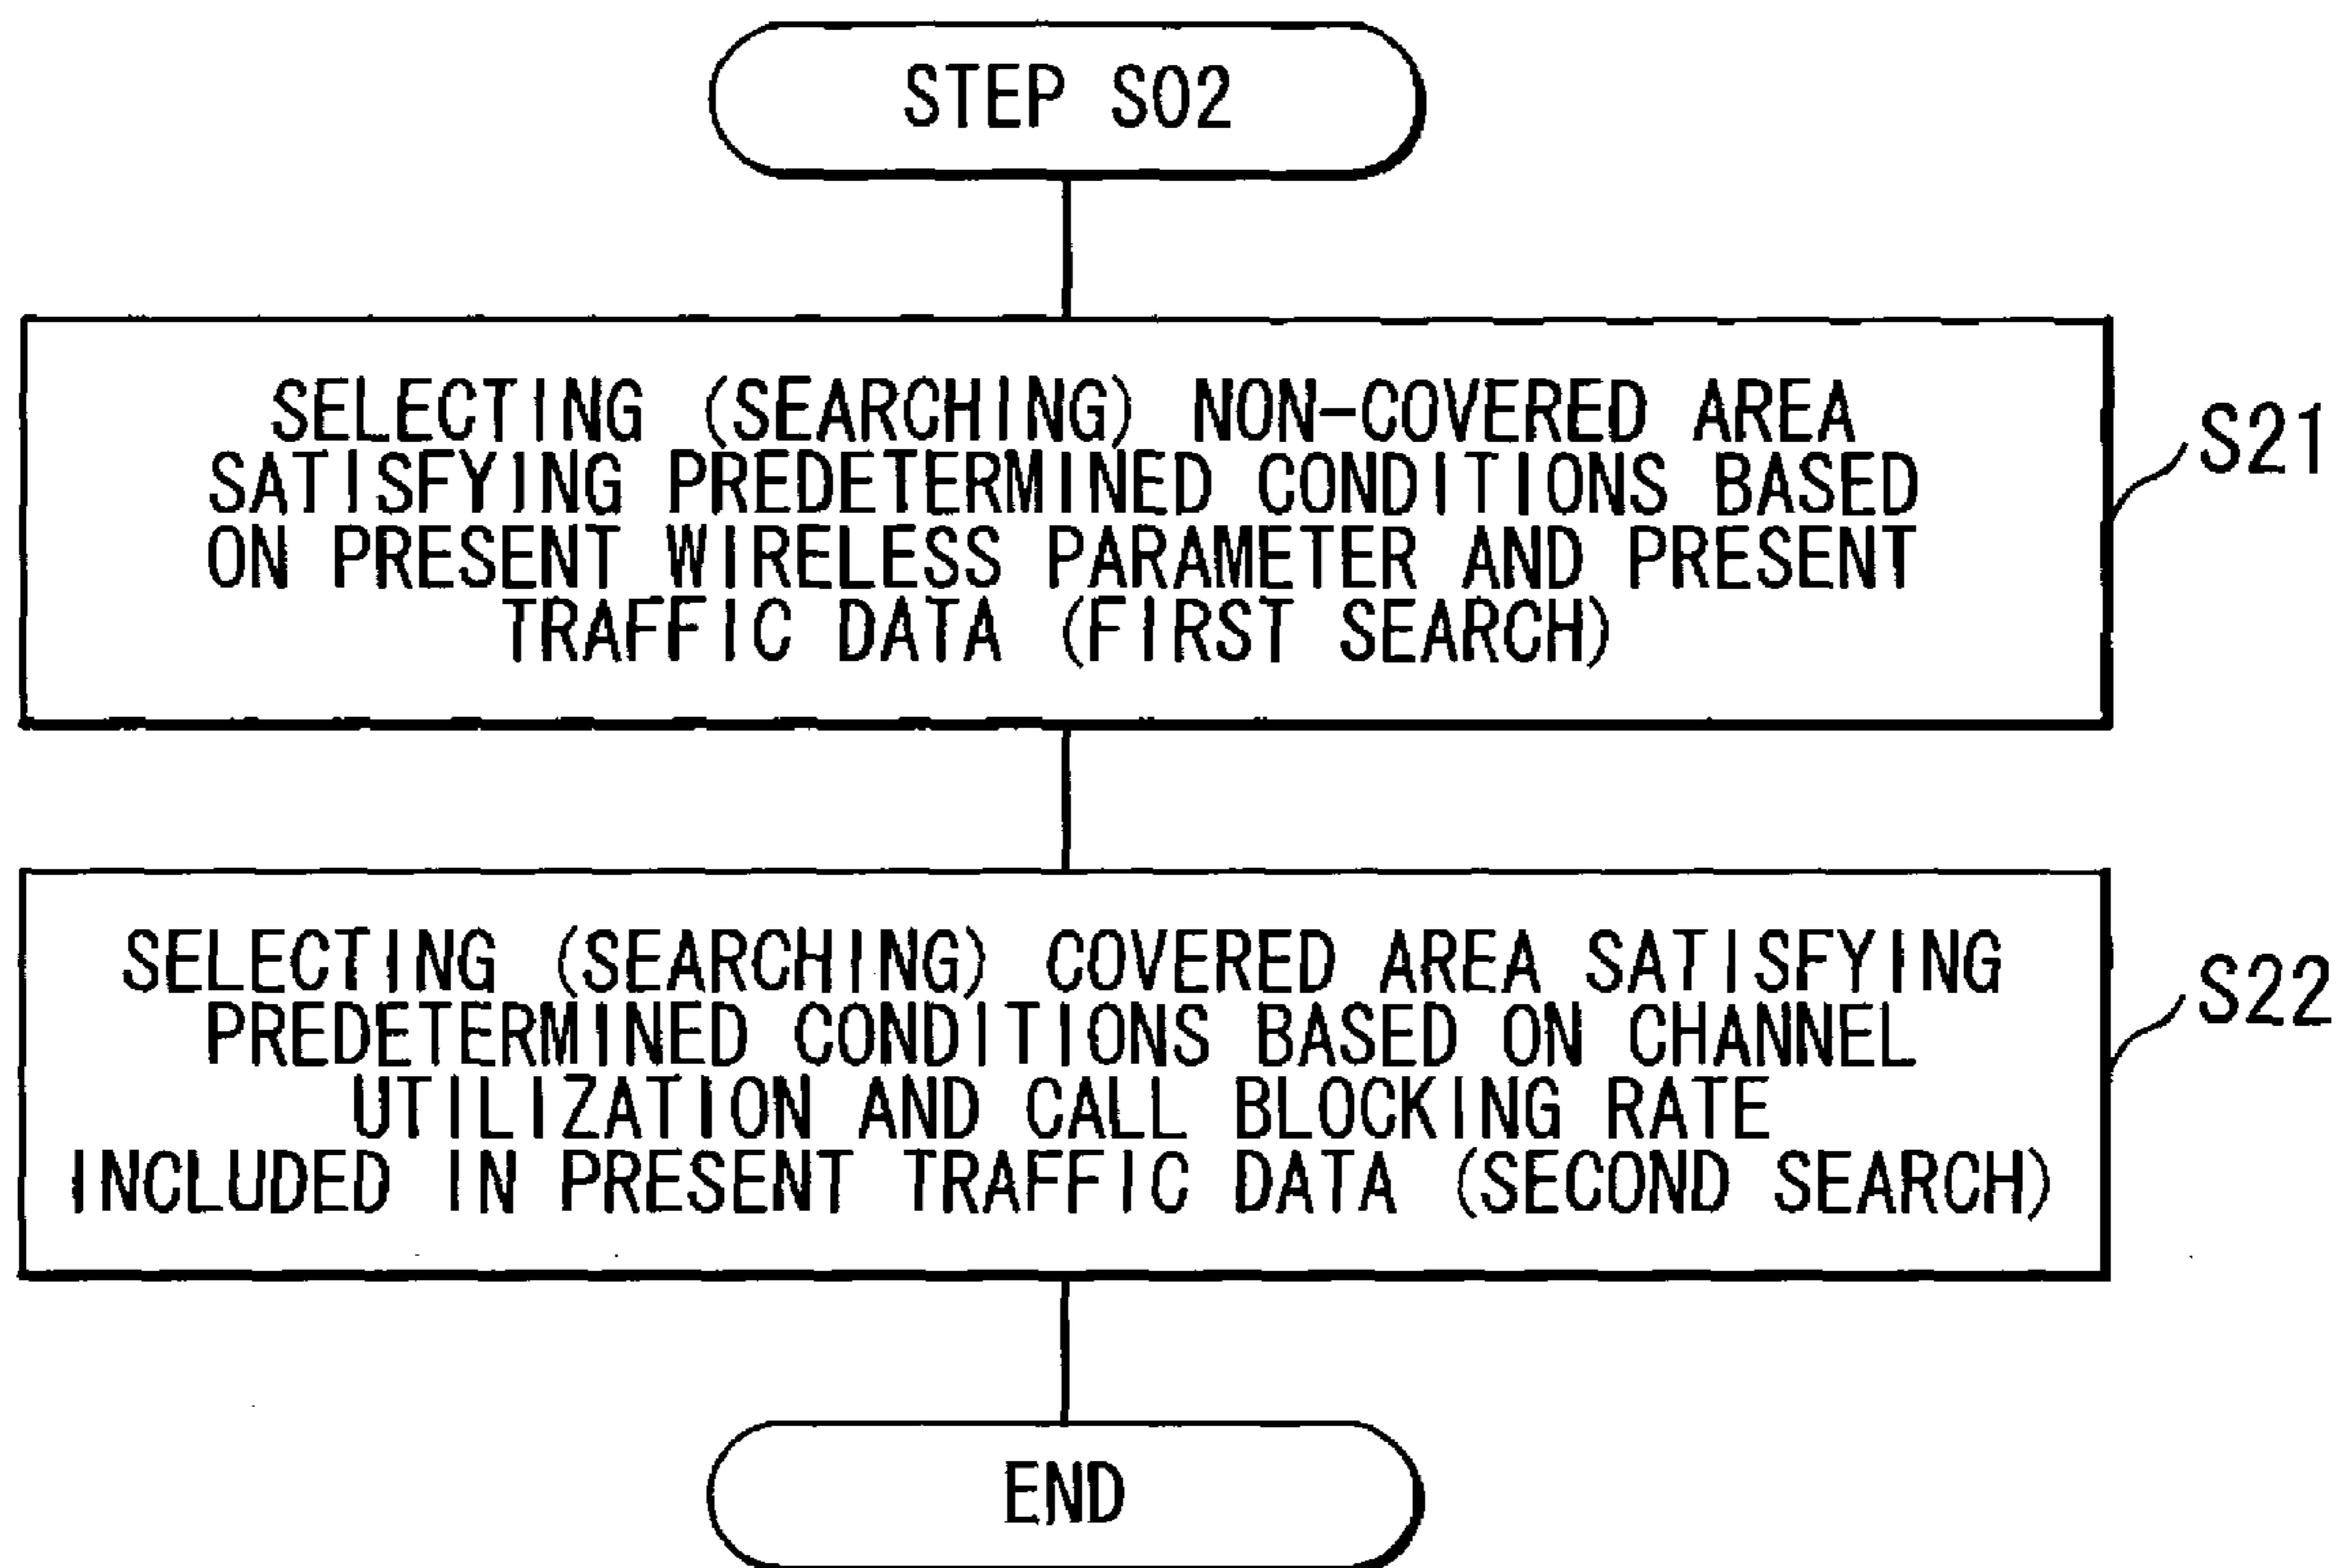 STEP S02
SELECTING (SEARCHING) NON-COVERED AREA
SATISFYING PREDETERMINED CONDITIONS BASED
ON PRESENT WIRELESS PARAMETER AND PRESENT
TRAFFIC DATA (FIRST SEARCH)
S21
SELECTING (SEARCHING) COVERED AREA SATISFYING
PREDETERMINED CONDITIONS BASED ON CHANNEL
UTILIZATION AND CALL BLOCKING RATE
INCLUDED IN PRESENT TRAFFIC DATA (SECOND SEARCH)
S22
END